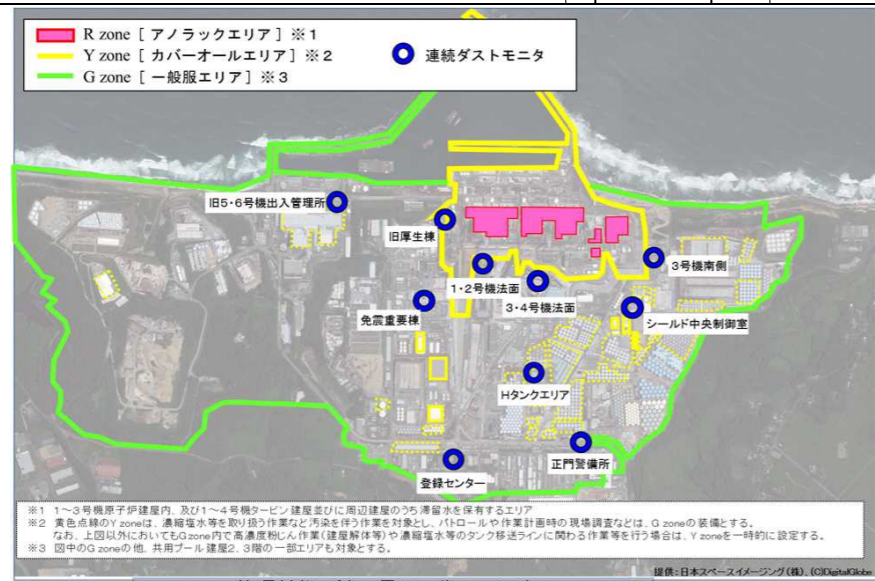 R zone [ アノラックエリア ] ※1
Y zone [ カバーオールエリア ] ※2
G zone [ 一般服エリア ] ※3
連続ダストモニタ
旧5・6号機出入管理所
旧厚生棟
3号機南側
1・2号機法面
3・4号機法面
免震重要棟
シールド中央制御室
Hタンクエリア
正門警備所
登録センター
※1 1~3号機原子炉建屋内、及び1~4号機タービン建屋並びに周辺建屋のうち滞留水を保有するエリア
※2 黄色点線のY zoneは、濃縮塩水等を取り扱う作業など汚染を伴う作業を対象とし、パトロールや作業計画時の現場調査などは、G zoneの装備とする。
なお、上図以外においてもG zone内で高濃度粉じん作業(建屋解体等)や濃縮塩水等のタンク移送ラインに関わる作業等を行う場合は、Y zoneを一時的に設定する。
※3 図中のG zoneの他、共用プール建屋2、3階の一部エリアも対象とする。
提供:日本スペースイメージング(株)、(C)DigitalGlobe